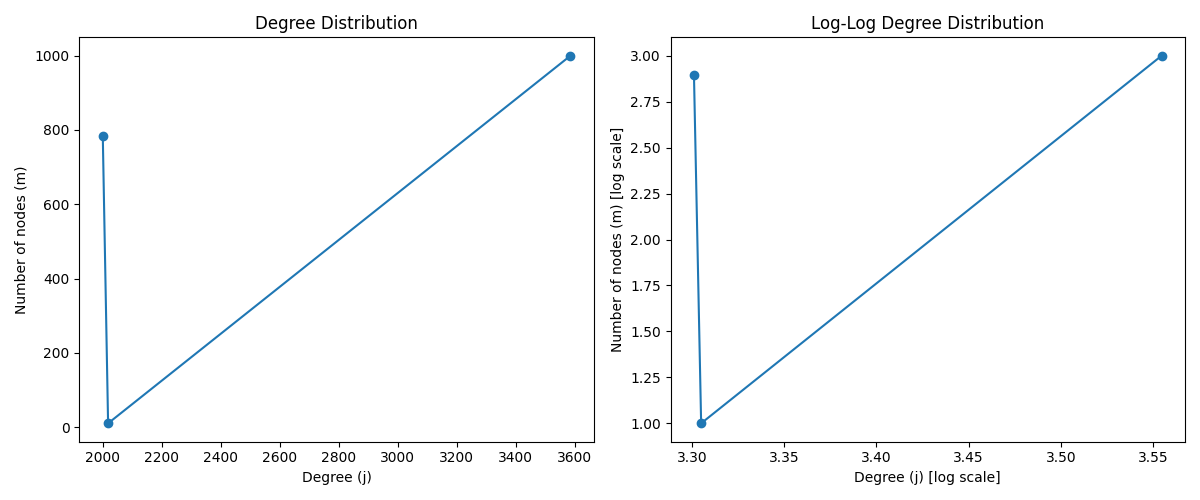 Degree Distribution
Number of nodes (m)
1000
800
600
400
200
0
2000 2200 2400 2600 2800 3000 3200 3400 3600
Degree (j)
Log-Log Degree Distribution
Number of nodes (m) [log scale]
3.00
2.75
2.50
2.25
2.00
1.75
1.50
1.25
1.00
3.30 3.35 3.40 3.45 3.50 3.55
Degree (j) [log scale]